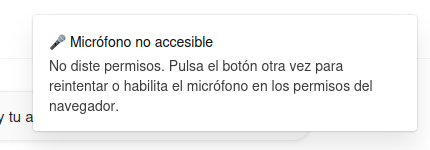 🎤 Micrófono no accesible
No diste permisos. Pulsa el botón otra vez para
reintentar o habilita el micrófono en los permisos del
navegador.
y tu